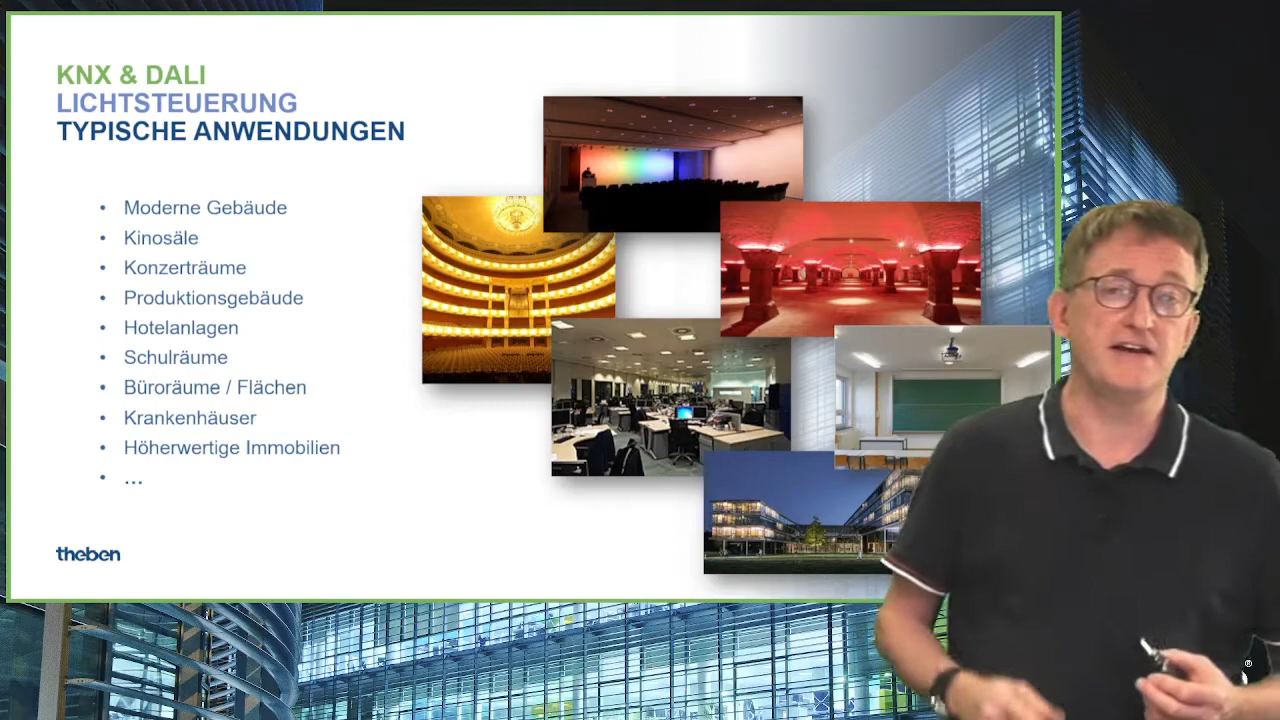 KNX & DALI
LICHTSTEUERUNG
TYPISCHE ANWENDUNGEN
• Moderne Gebäude
• Kinosäle
• Konzerträume
• Produktionsgebäude
• Hotelanlagen
• Schulräume
• Büroräume / Flächen
• Krankenhäuser
• Höherwertige Immobilien
• ...
theben
®